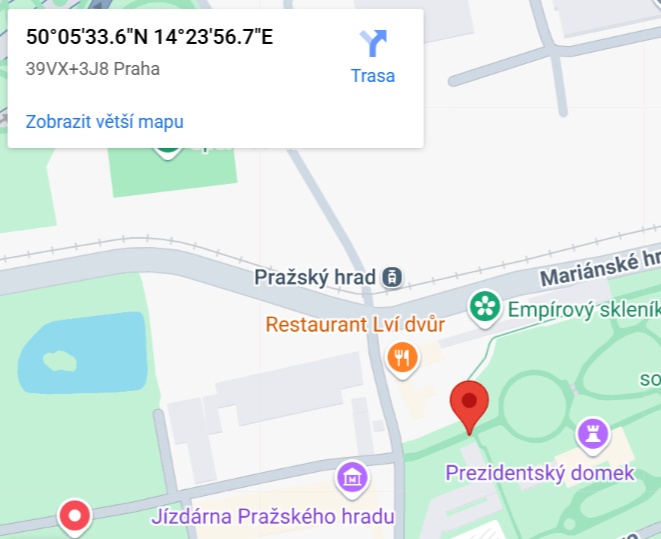 50°05'33.6"N 14°23'56.7"E
39VX+3J8 Praha
Trasa
Zobrazit větší mapu
Pražský hrad
Mariánské
Empírový skleník
Restaurant Lví dvůr
Prezidentský domek
Jízdárna Pražského hradu